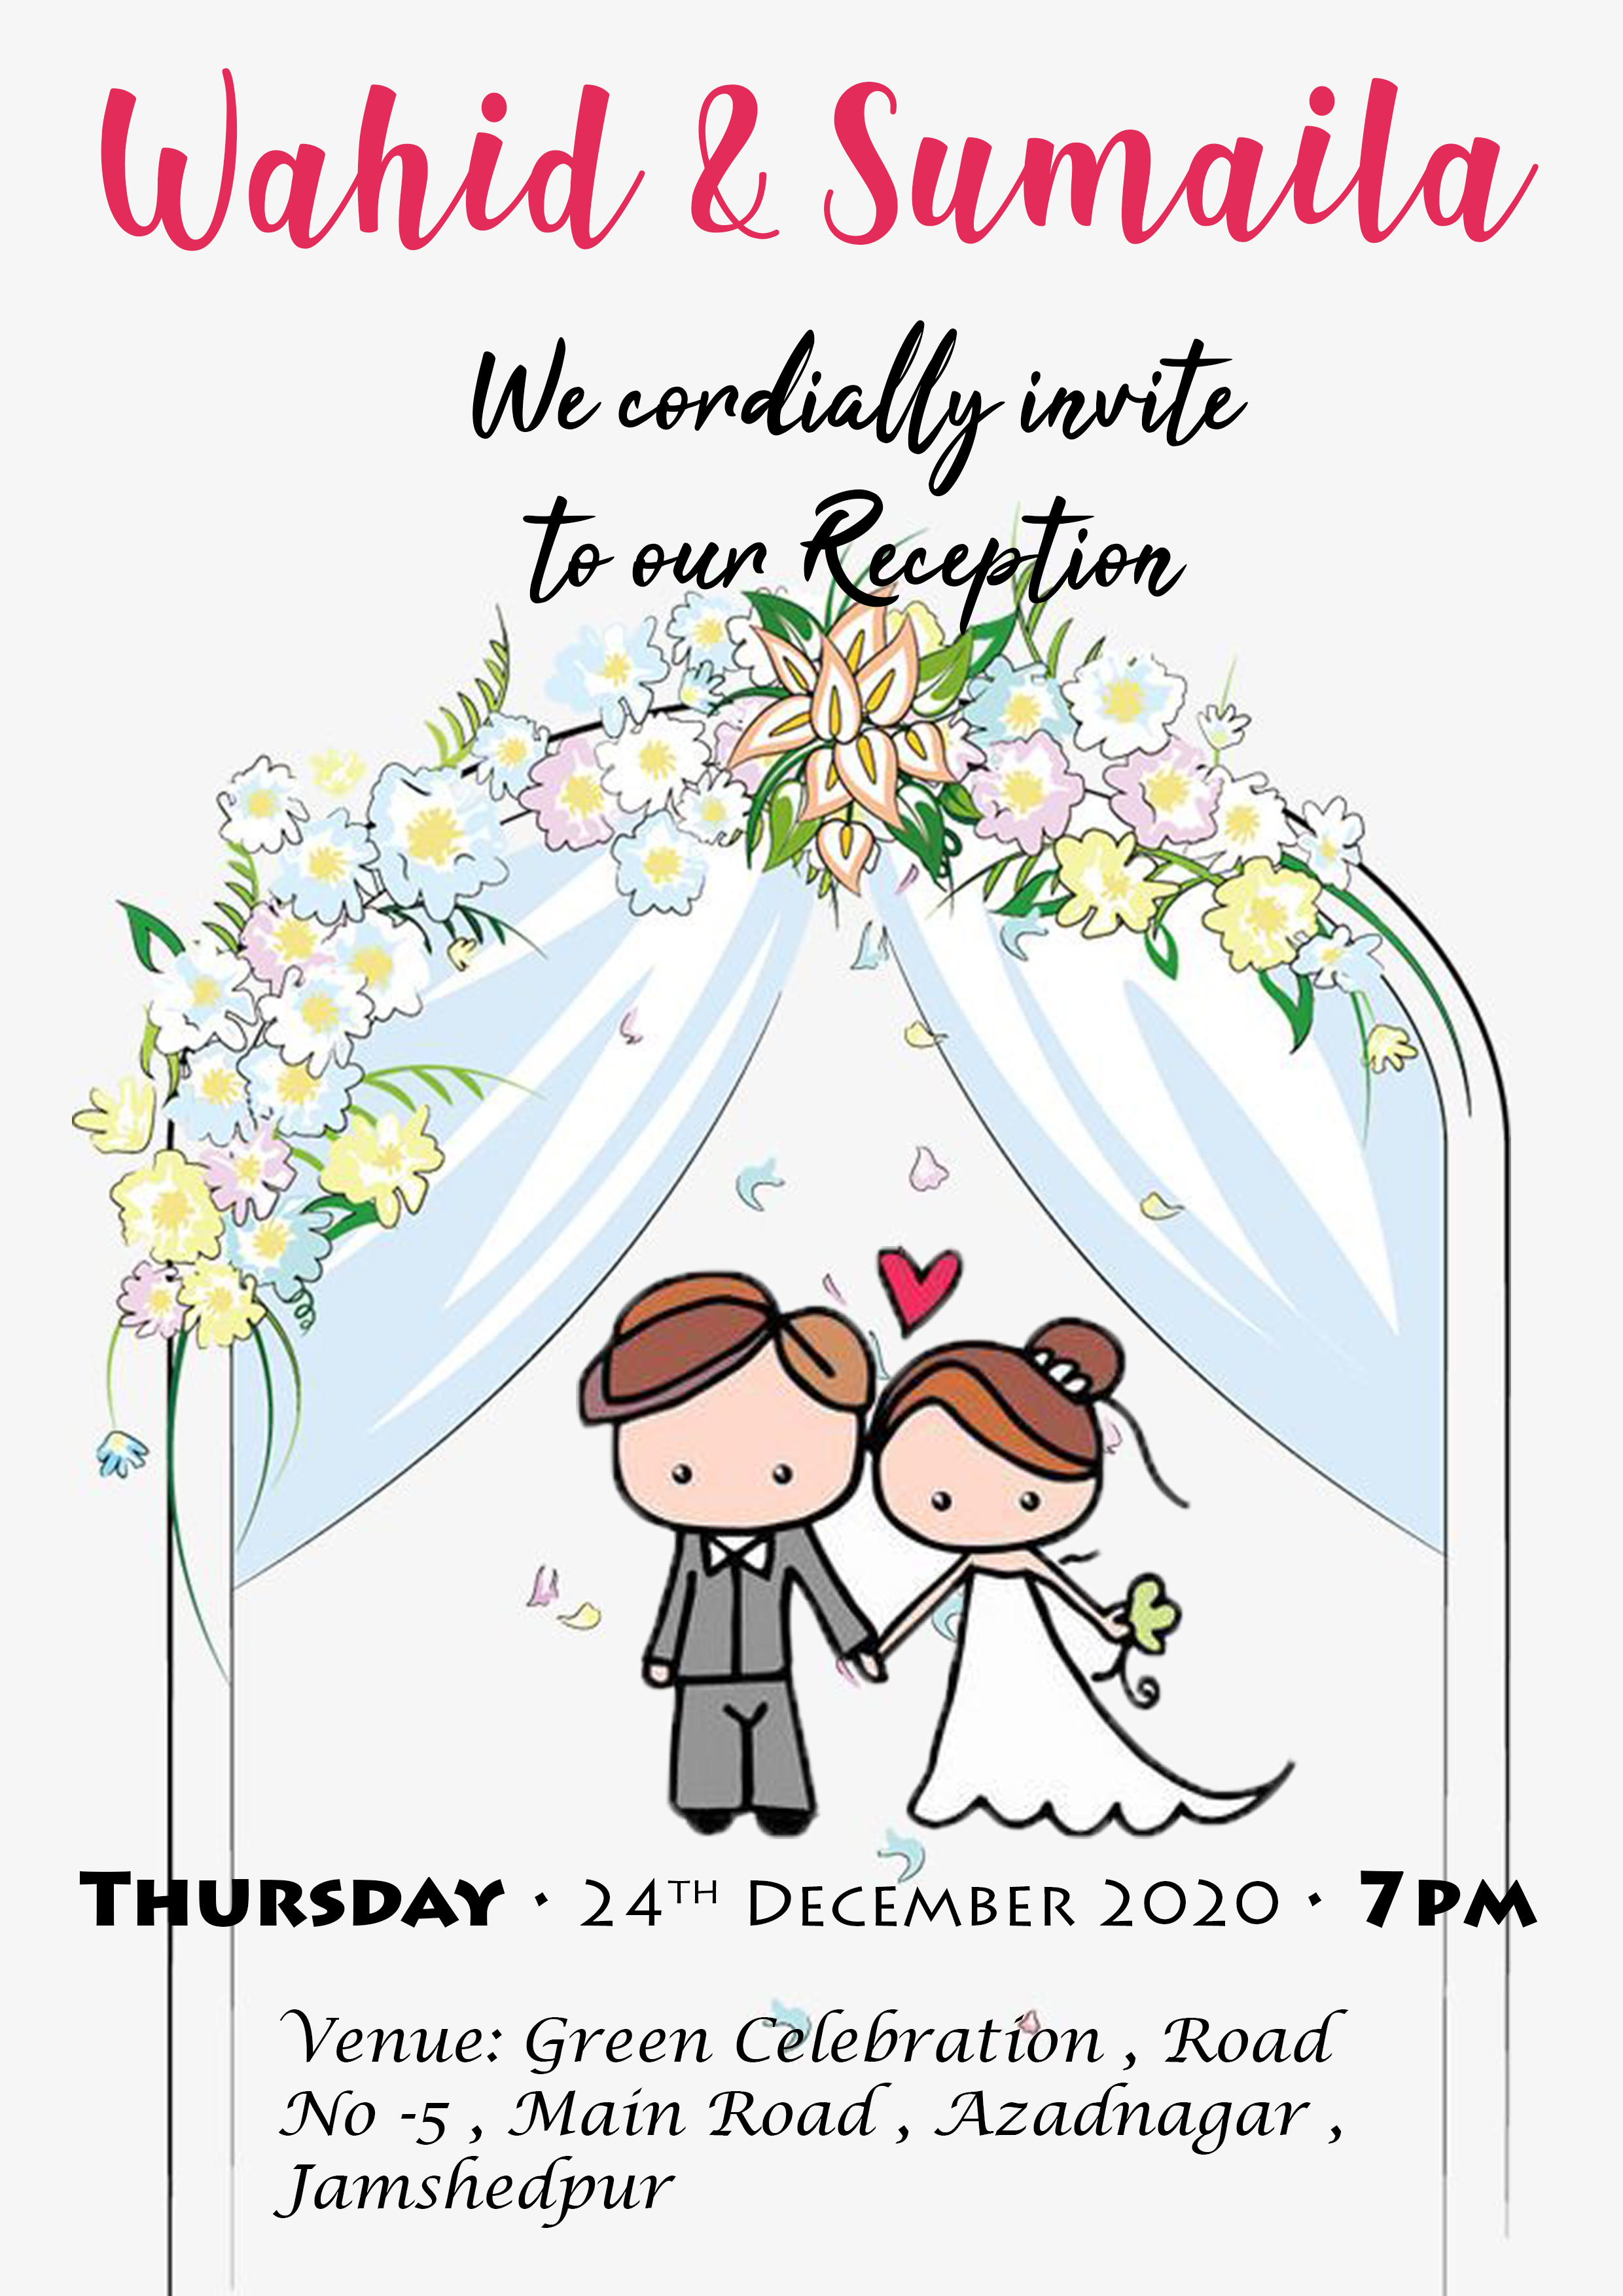 Wahid & Sumaila
We cordially invite
to our Reception
THURSDAY · 24TH DECEMBER 2020 · 7PM
Venue: Green Celebration , Road
No -5 , Main Road , Azadnagar ,
Jamshedpur